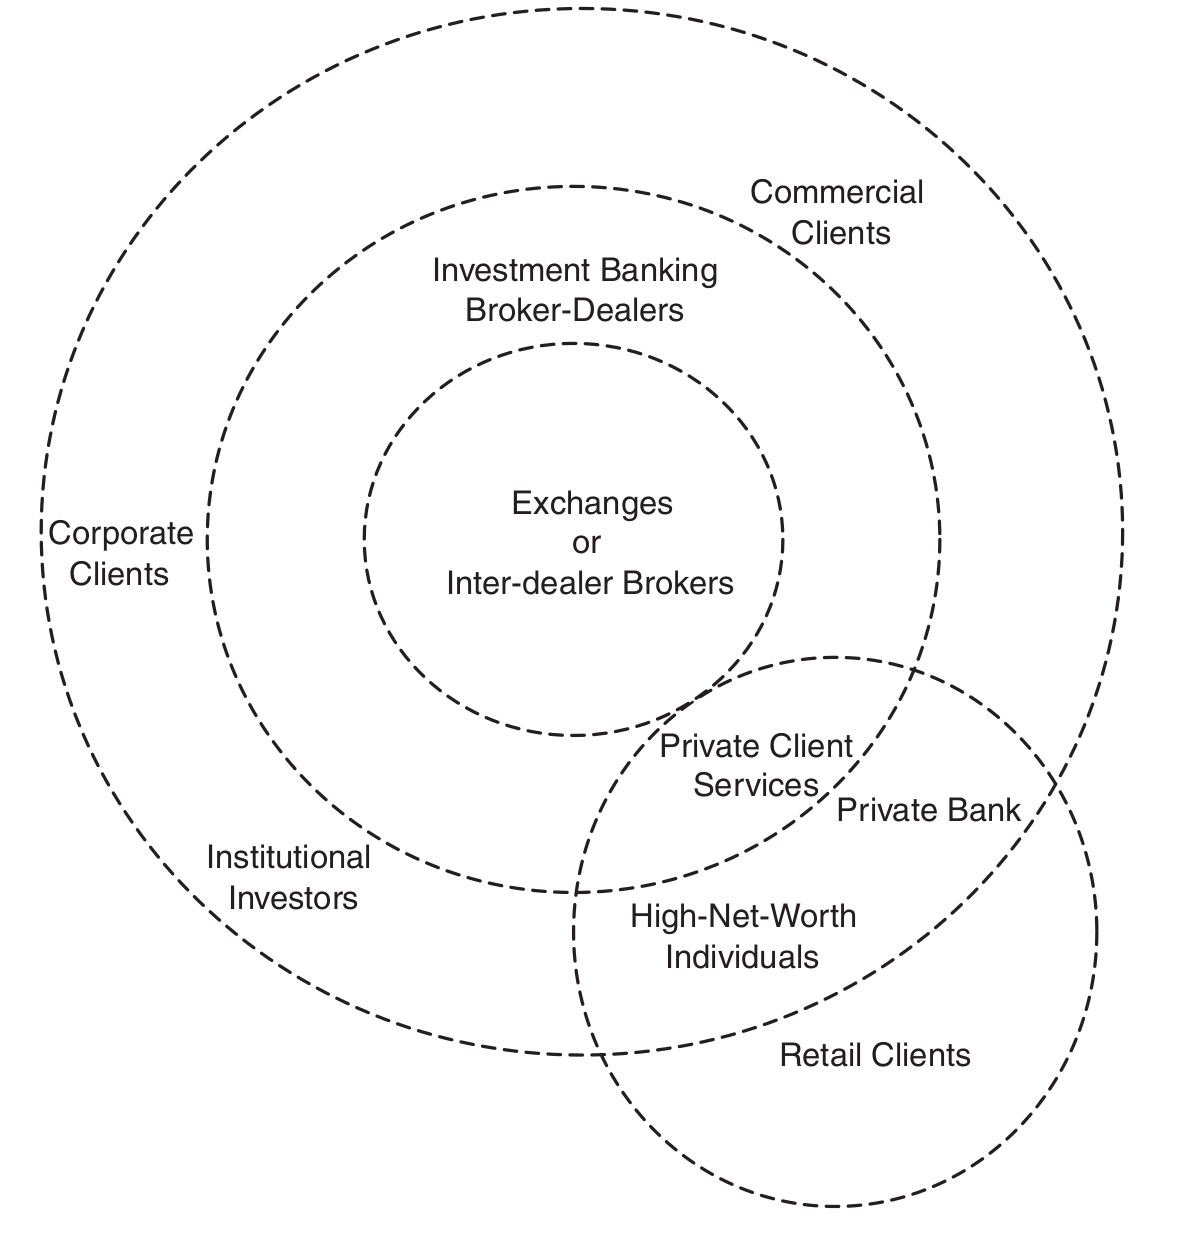 Commercial
Clients
Investment Banking
Broker-Dealers
Exchanges
or
Inter-dealer Brokers
Corporate
Clients
Private Client
Services
Private Bank
Institutional
Investors
High-Net-Worth
Individuals
Retail Clients